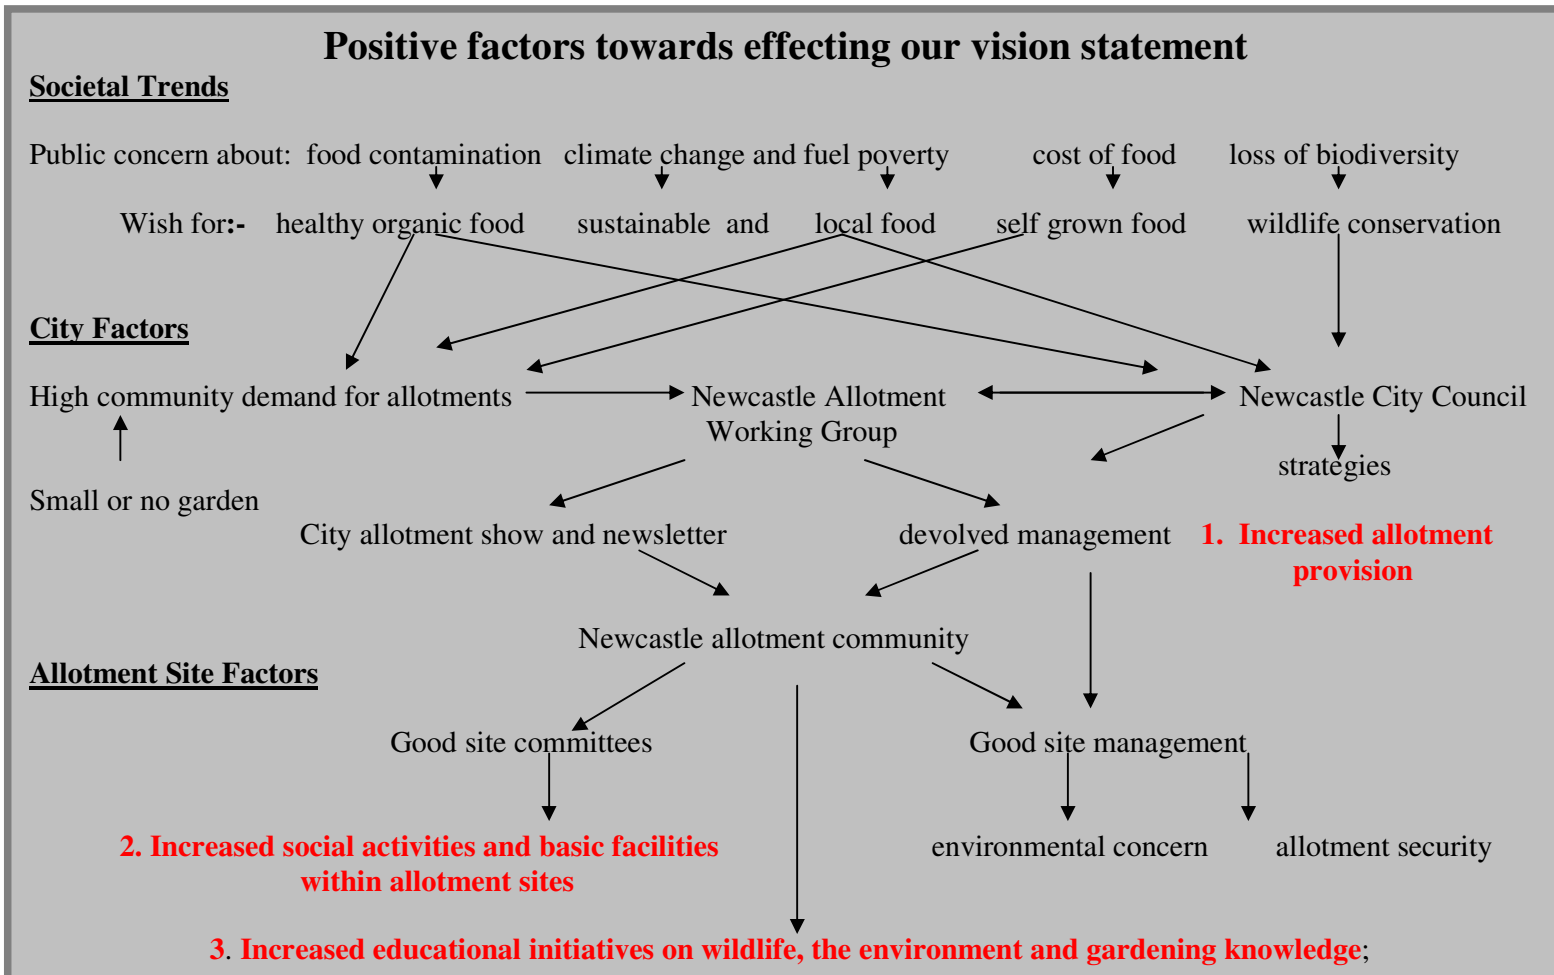 Positive factors towards effecting our vision statement
Societal Trends
Public concern about: food contamination climate change and fuel poverty cost of food loss of biodiversity
Wish for:- healthy organic food sustainable and local food self grown food wildlife conservation
City Factors
High community demand for allotments Newcastle Allotment Newcastle City Council
Working Group
strategies
Small or no garden
City allotment show and newsletter devolved management 1. Increased allotment
provision
Newcastle allotment community
Allotment Site Factors
Good site committees Good site management
2. Increased social activities and basic facilities environmental concern allotment security
within allotment sites
3. Increased educational initiatives on wildlife, the environment and gardening knowledge;